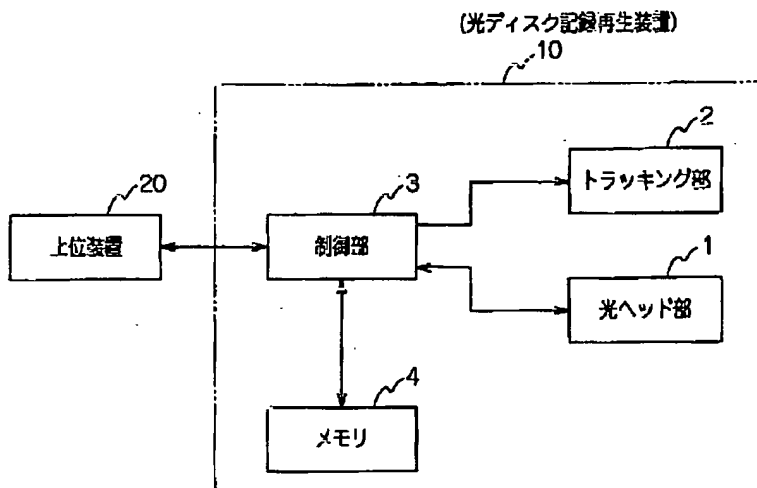 (光ディスク記録再生装置)
10
2
トラッキング部
20
3
上位装置
制御部
1
光ヘッド部
4
メモリ